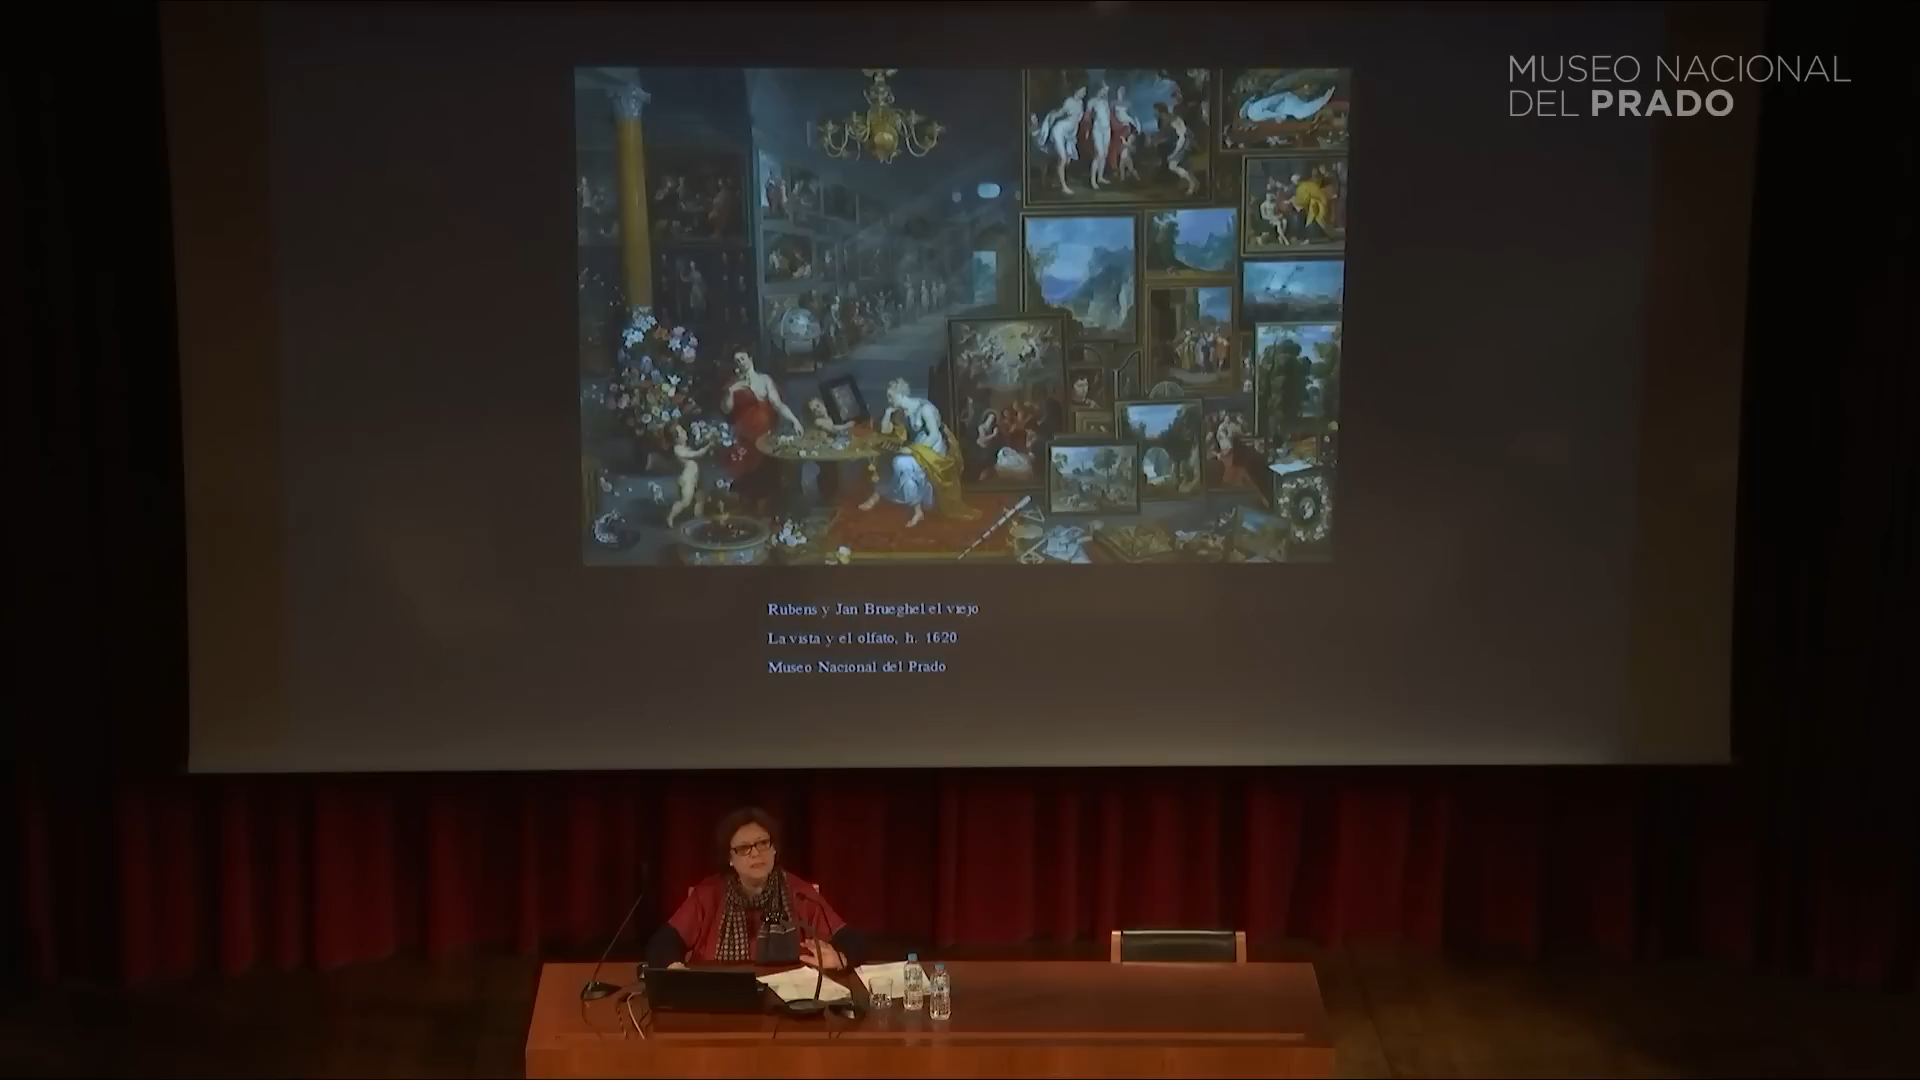 MUSEO NACIONAL
DEL PRADO
Rubens y Jan Brueghel el viejo
La vista y el olfato, h. 1620
Museo Nacional del Prado